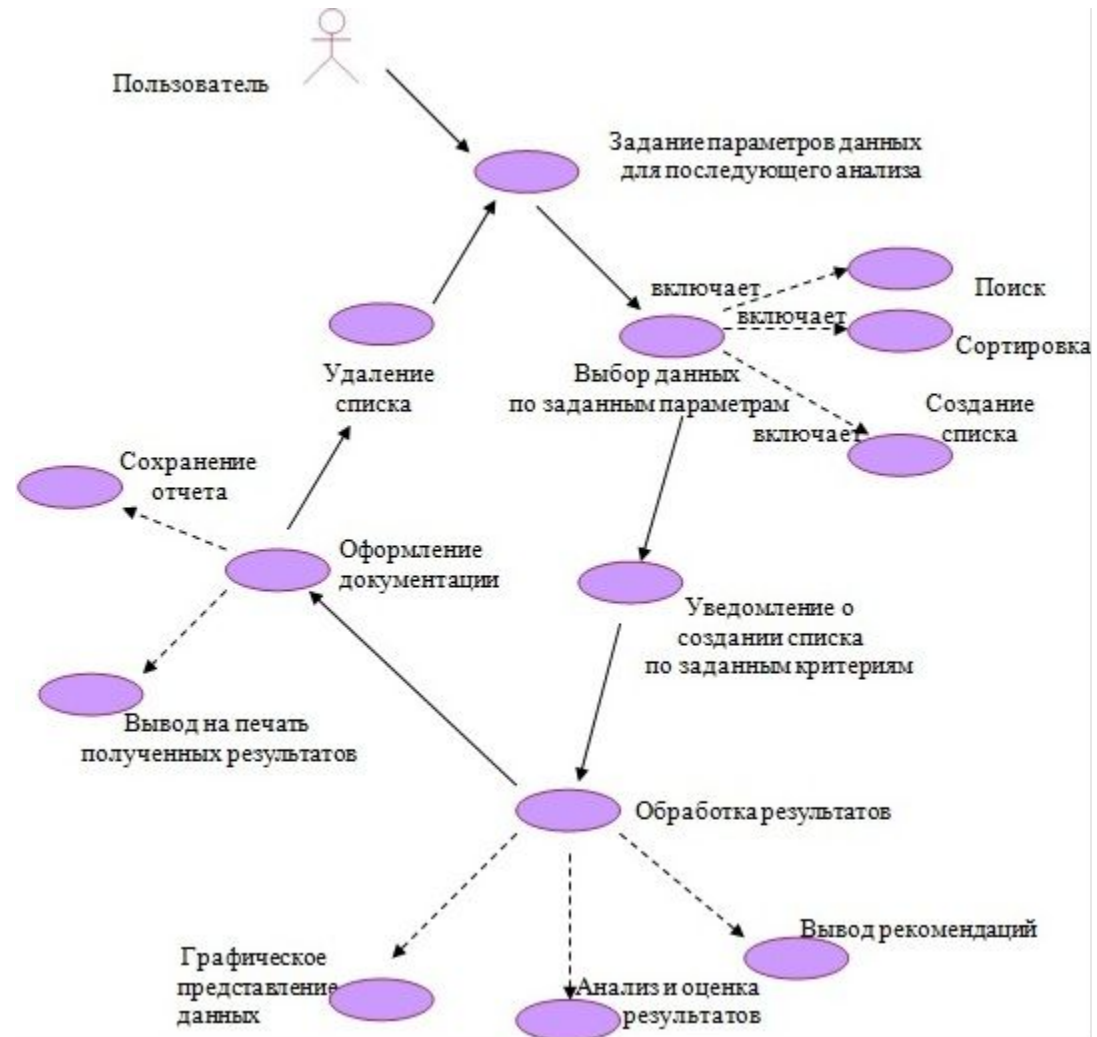 Пользователь
Задание параметров данных
для последующего анализа
включает
Поиск
включает
Сортировка
Удаление
списка
Выбор данных
по заданным параметрам
включает
Создание
списка
Сохранение
отчета
Оформление
документации
Уведомление о
создании списка
по заданным критериям
Вывод на печать
полученных результатов
Обработка результатов
Вывод рекомендаций
Графическое
представление
данных
Анализ и оценка
результатов